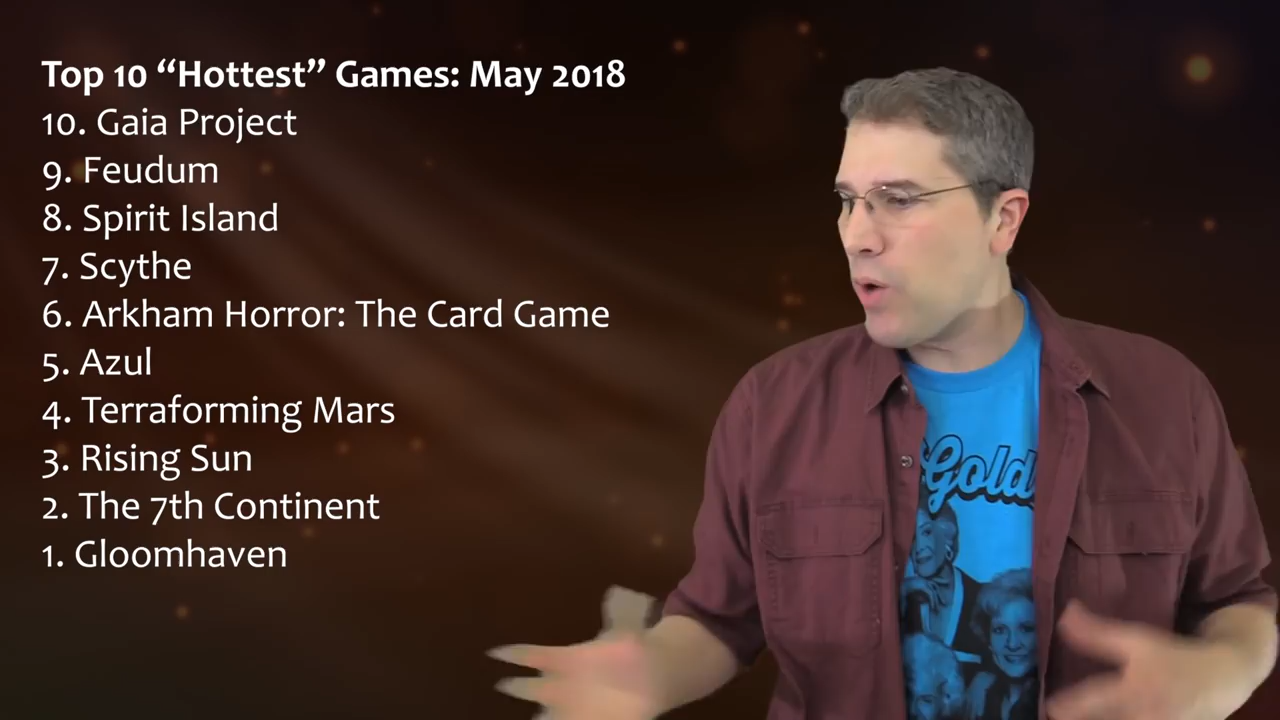 Top 10 “Hottest” Games: May 2018
10. Gaia Project
9. Feudum
8. Spirit Island
7. Scythe
6. Arkham Horror: The Card Game
5. Azul
4. Terraforming Mars
3. Rising Sun
2. The 7th Continent
1. Gloomhaven
Gold